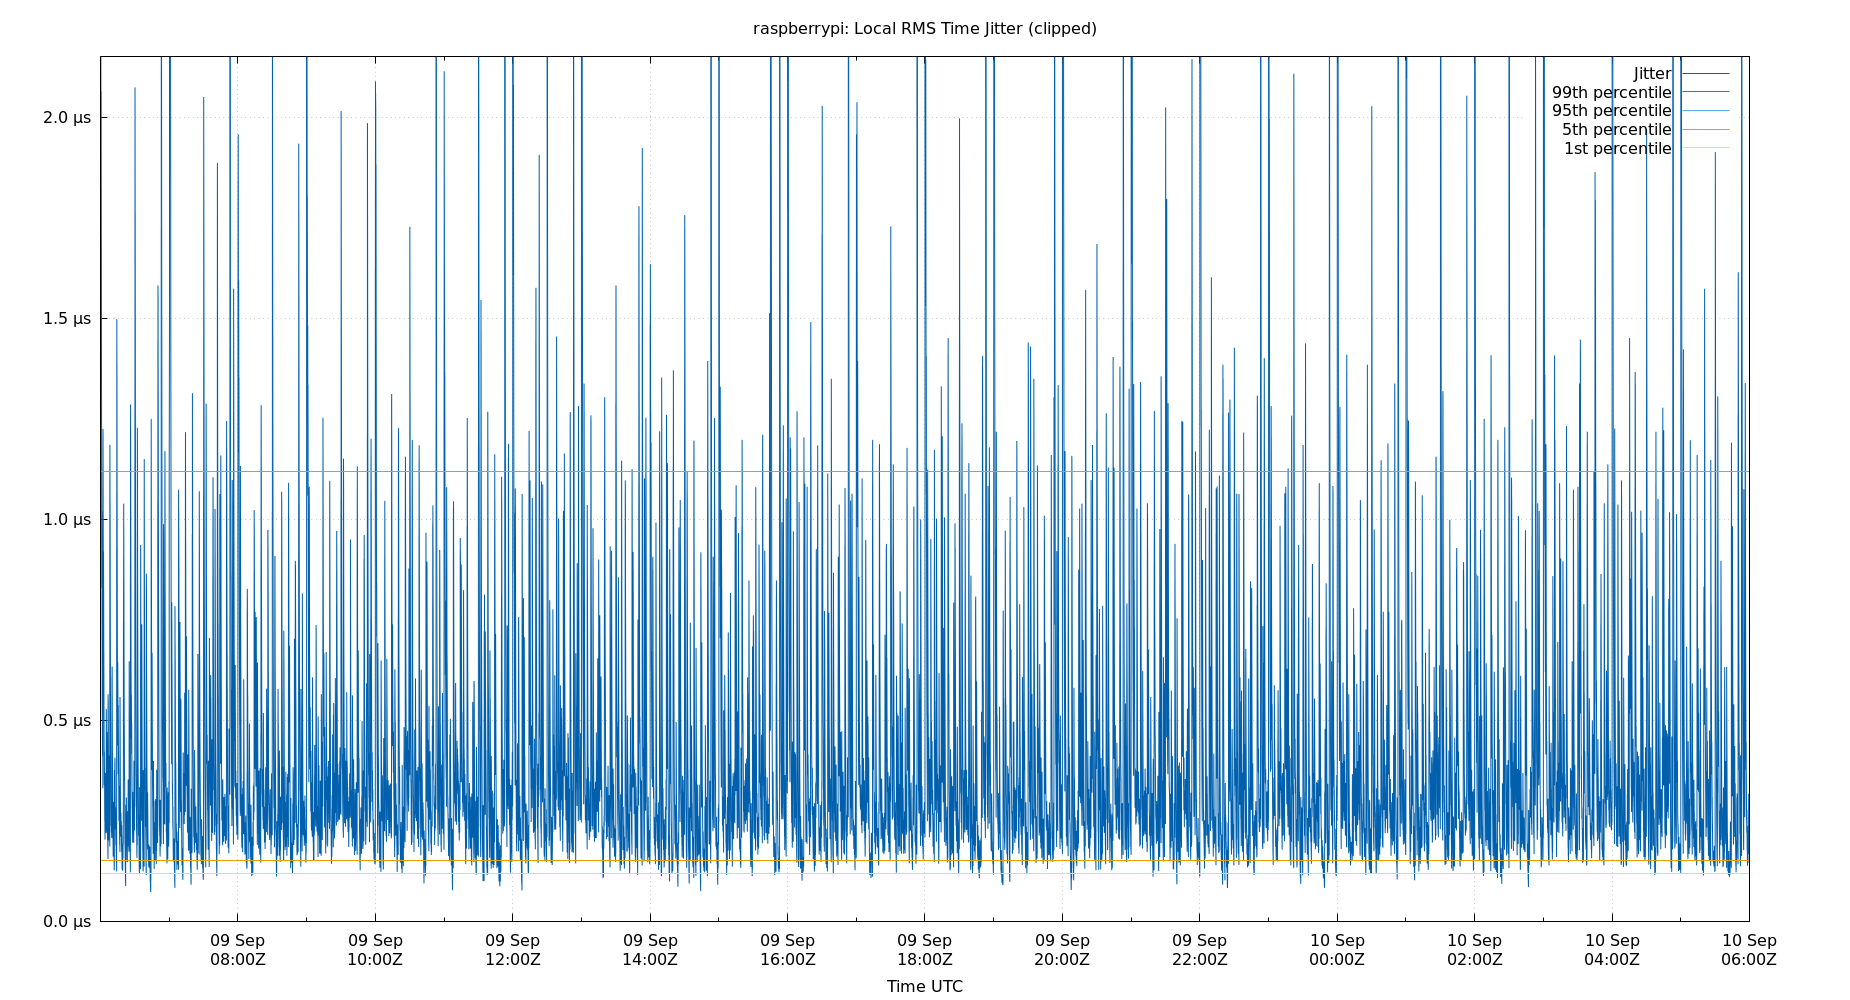 raspberrypi: Local RMS Time Jitter (clipped)
Jitter
99th percentile
95th percentile
5th percentile
1st percentile
2.0 µs
1.5 µs
1.0 µs
0.5 µs
0.0 µs
09 Sep 09 Sep 09 Sep 09 Sep 09 Sep 09 Sep 09 Sep 09 Sep 10 Sep 10 Sep 10 Sep 10 Sep
08:00Z 10:00Z 12:00Z 14:00Z 16:00Z 18:00Z 20:00Z 22:00Z 00:00Z 02:00Z 04:00Z 06:00Z
Time UTC